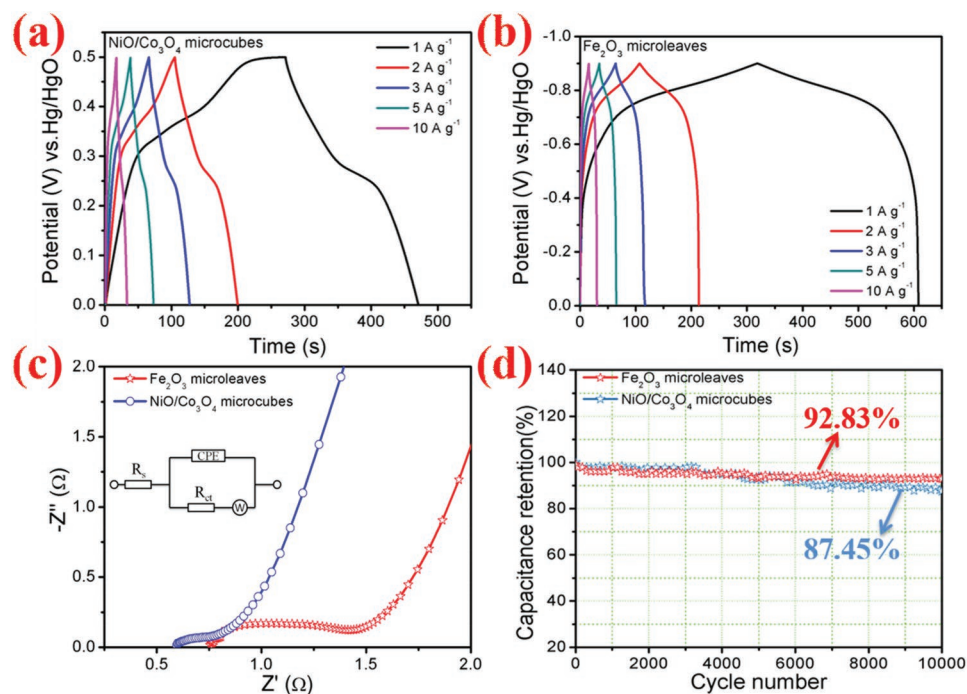 (a)
NiO/Co₃O₄ microcubes
1 A g⁻¹
2 A g⁻¹
3 A g⁻¹
5 A g⁻¹
10 A g⁻¹
0.5
0.4
0.3
0.2
0.1
0.0
Potential (V) vs.Hg/HgO
0 100 200 300 400 500
Time (s)
(b)
Fe₂O₃ microleaves
-1.0
-0.8
-0.6
-0.4
-0.2
-0.0
Potential (V) vs.Hg/HgO
1 A g⁻¹
2 A g⁻¹
3 A g⁻¹
5 A g⁻¹
10 A g⁻¹
0 100 200 300 400 500 600
Time (s)
(c)
Fe₂O₃ microleaves
NiO/Co₃O₄ microcubes
2.0
1.5
1.0
0.5
0.0
-Z'' (Ω)
CPE
Rs
Rct
W
0.5 1.0 1.5 2.0
Z' (Ω)
(d)
Fe₂O₃ microleaves
NiO/Co₃O₄ microcubes
140
120
100
80
60
40
20
Capacitance retention(%)
92.83%
87.45%
0 2000 4000 6000 8000 10000
Cycle number